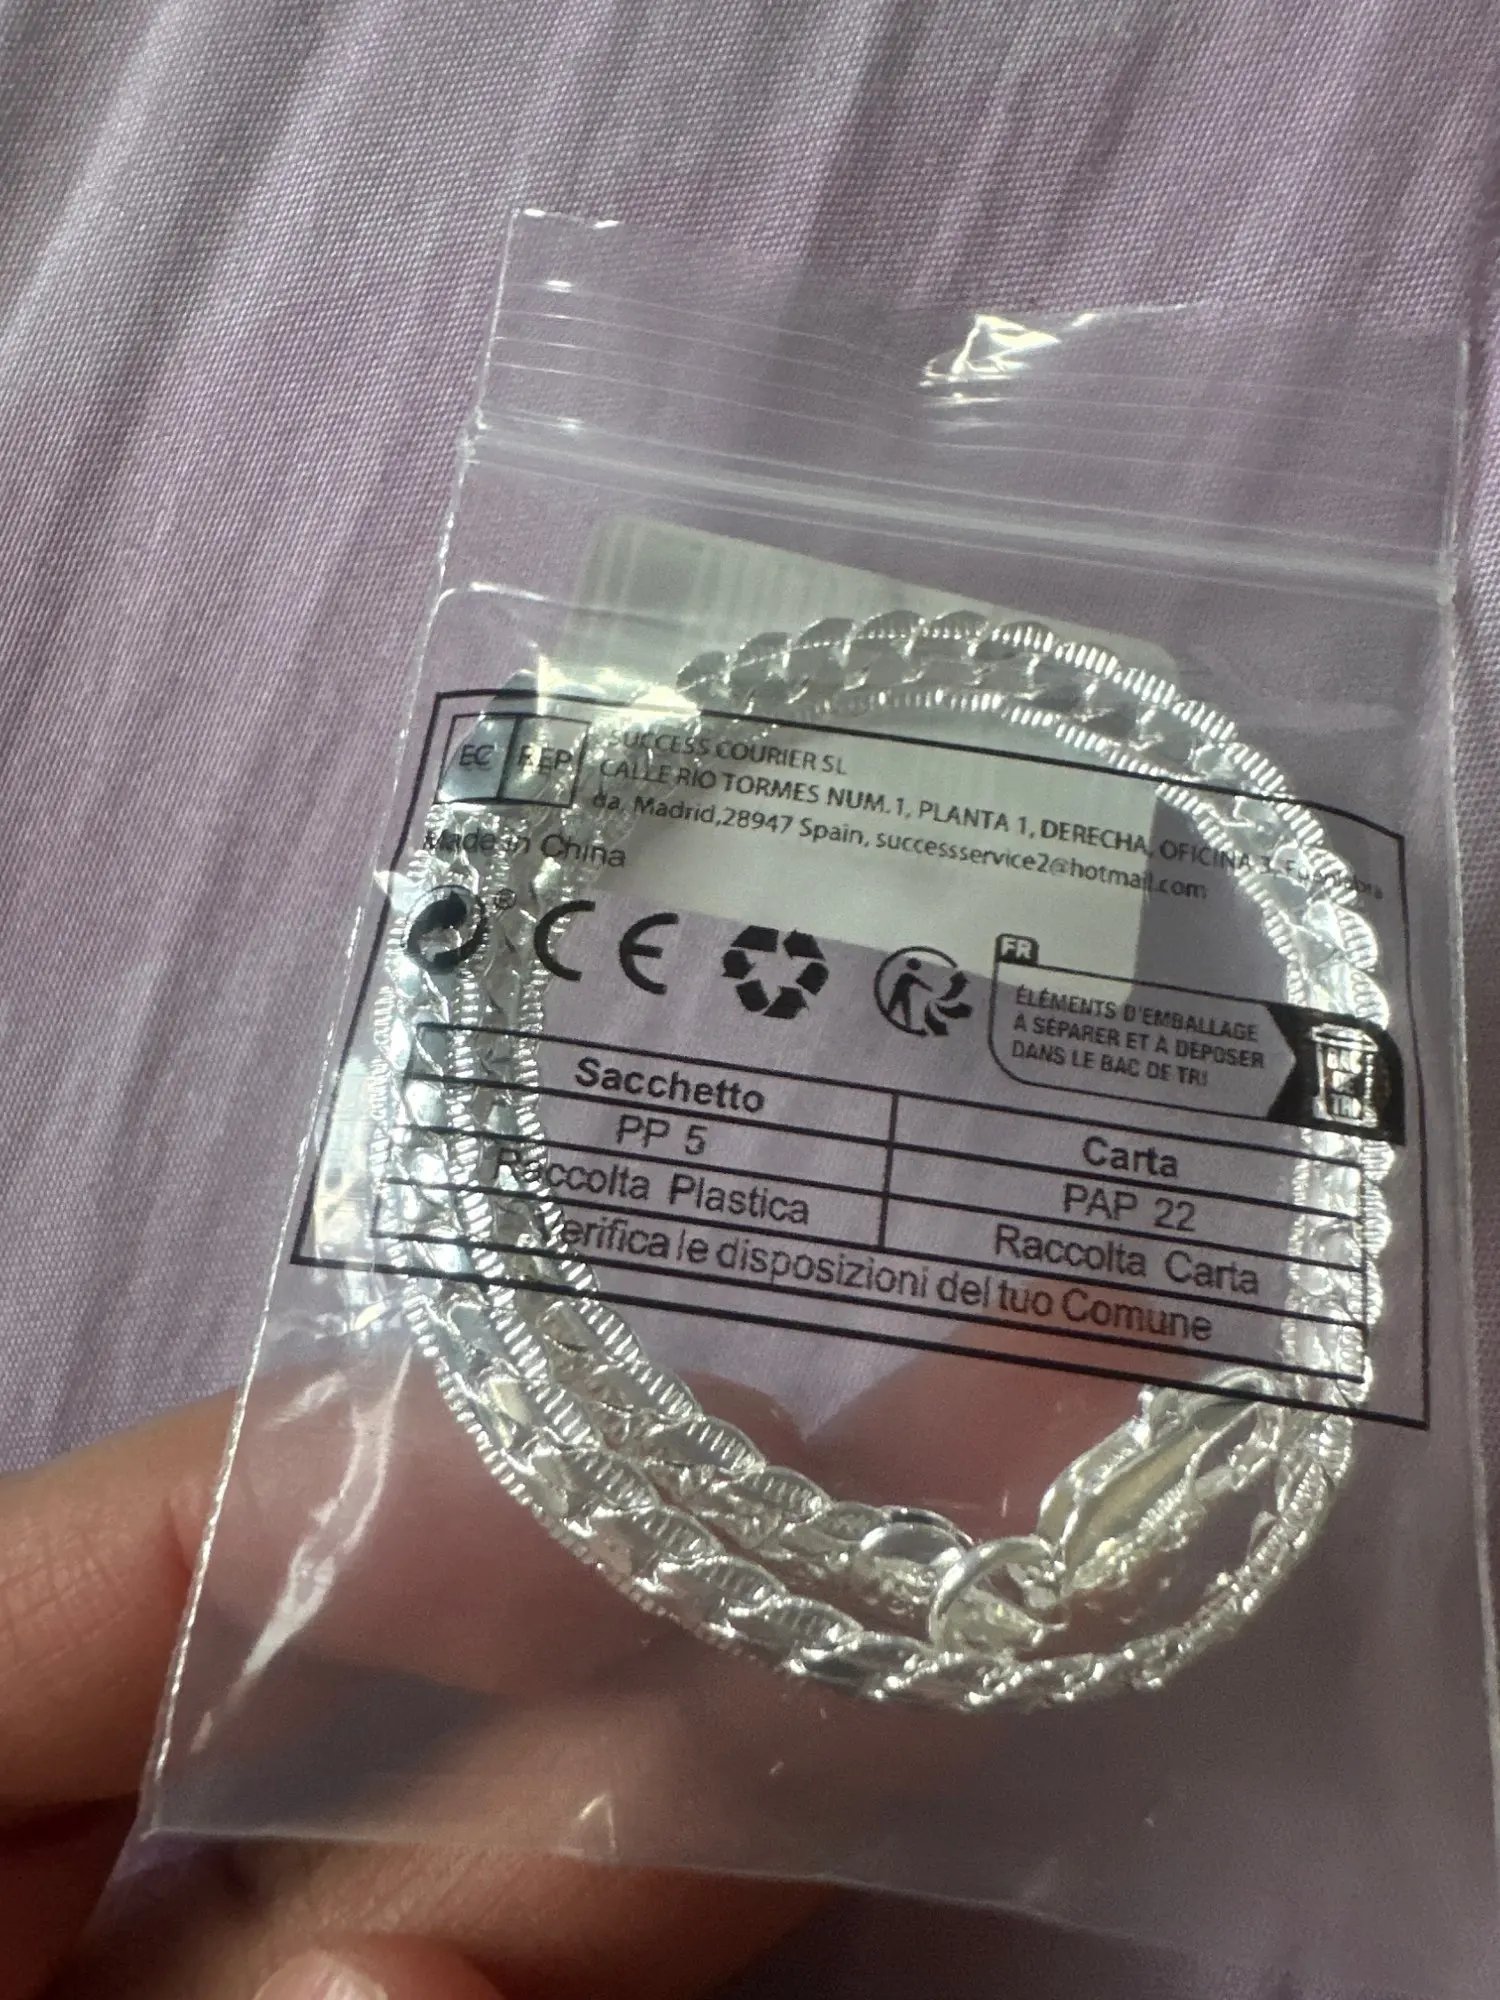 EC REP
SUCCESS COURIER SL
CALLE RIO TORMES NUM.1, PLANTA 1, DERECHA, OFICINA 3, Fuenlabra
da, Madrid,28947 Spain, successservice2@hotmail.com
Made in China
®
CE
FR
ÉLÉMENTS D'EMBALLAGE
À SÉPARER ET À DÉPOSER
DANS LE BAC DE TRI
Sacchetto
Carta
PP 5
PAP 22
Raccolta Plastica
Raccolta Carta
Verifica le disposizioni del tuo Comune